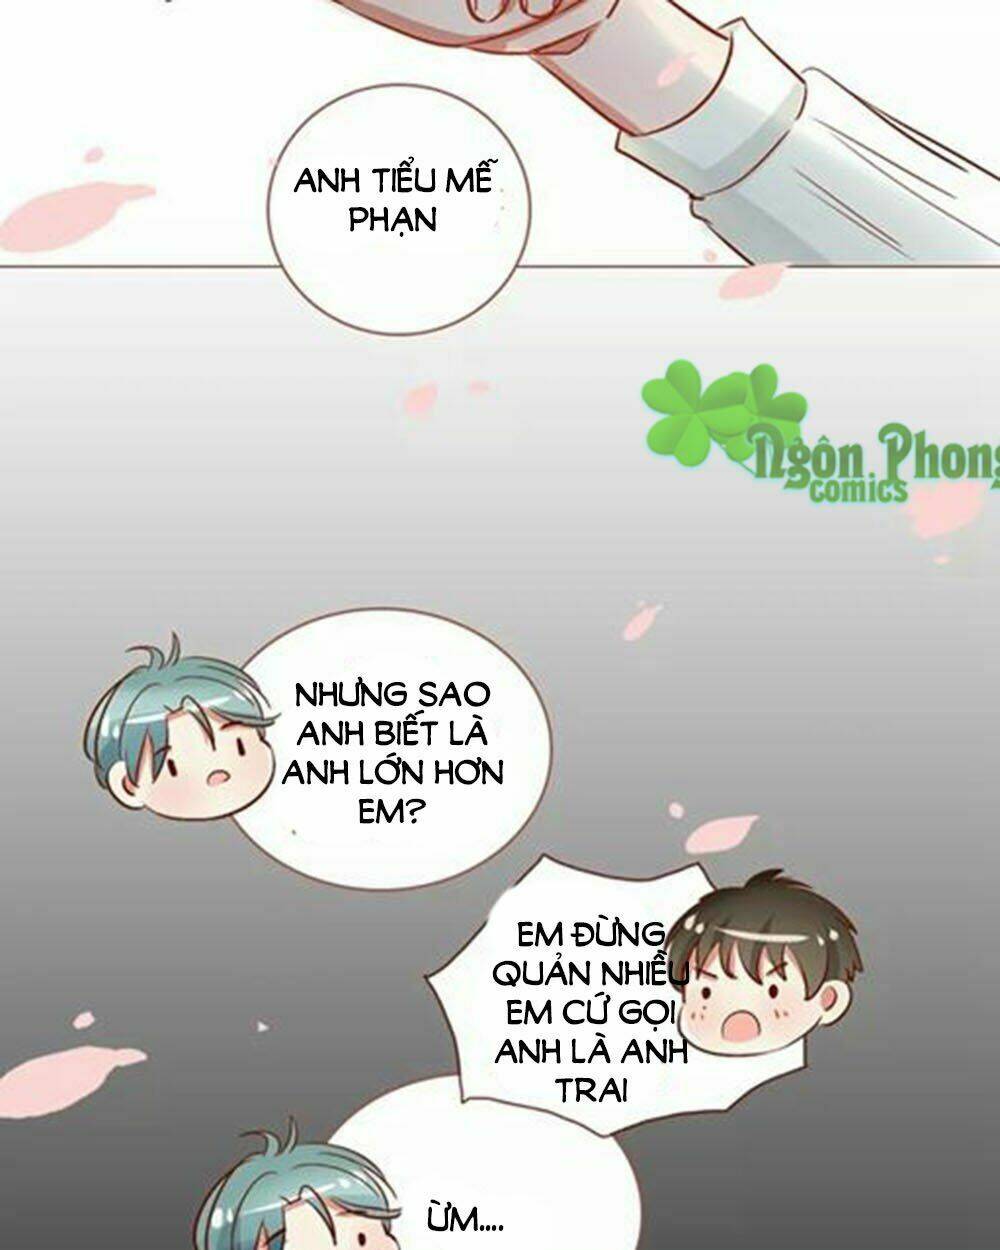 ANH TIỂU MỄ
PHẠN
NGÔN PHONG
COMICS
NHƯNG SAO
ANH BIẾT LÀ
ANH LỚN HƠN
EM?
EM ĐỪNG
QUẢN NHIỀU
EM CỨ GỌI
ANH LÀ ANH
TRAI
ỪM....